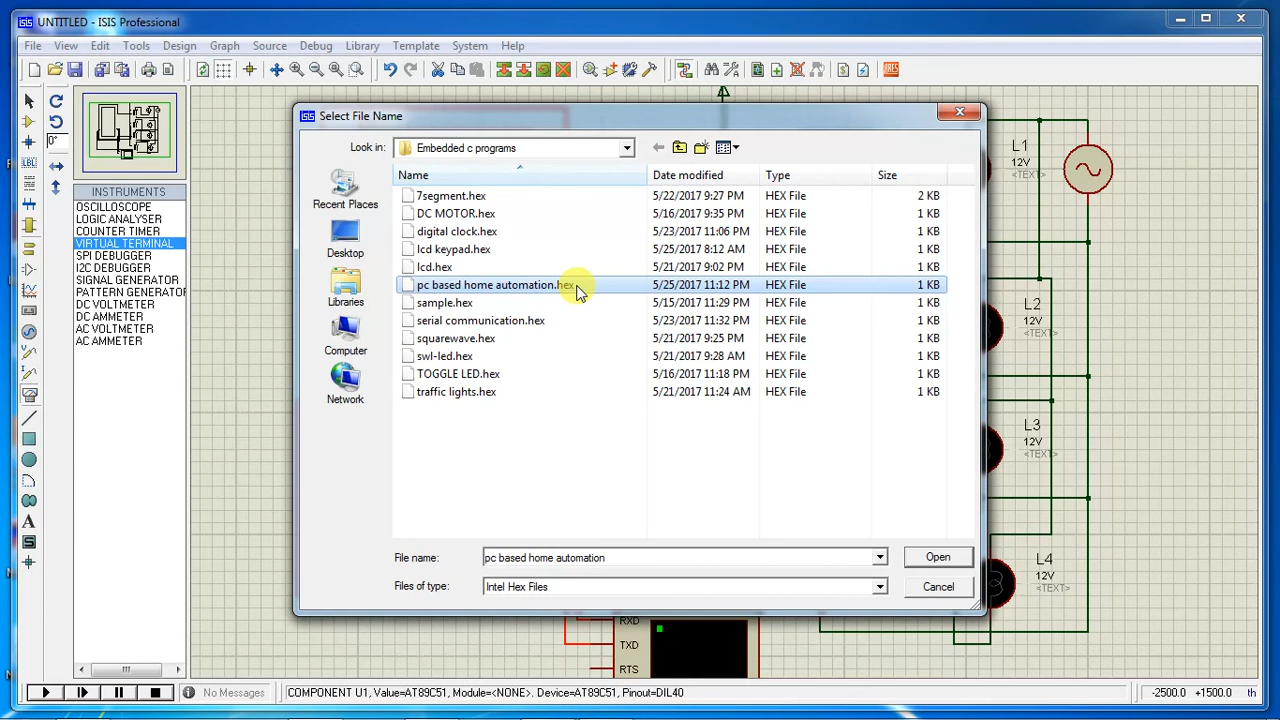 UNTITLED - ISIS Professional
File View Edit Tools Design Graph Source Debug Library Template System Help
0°
INSTRUMENTS
OSCILLOSCOPE
LOGIC ANALYSER
COUNTER TIMER
VIRTUAL TERMINAL
SPI DEBUGGER
I2C DEBUGGER
SIGNAL GENERATOR
PATTERN GENERATOR
DC VOLTMETER
DC AMMETER
AC VOLTMETER
AC AMMETER
Select File Name
Look in: Embedded c programs
Recent Places
Desktop
Libraries
Computer
Network
Name Date modified Type Size
7segment.hex 5/22/2017 9:27 PM HEX File 2 KB
DC MOTOR.hex 5/16/2017 9:35 PM HEX File 1 KB
digital clock.hex 5/23/2017 11:06 PM HEX File 1 KB
lcd keypad.hex 5/25/2017 8:12 AM HEX File 1 KB
lcd.hex 5/21/2017 9:02 PM HEX File 1 KB
pc based home automation.hex 5/25/2017 11:12 PM HEX File 1 KB
sample.hex 5/15/2017 11:29 PM HEX File 1 KB
serial communication.hex 5/23/2017 11:32 PM HEX File 1 KB
squarewave.hex 5/21/2017 9:25 PM HEX File 1 KB
swl-led.hex 5/21/2017 9:28 AM HEX File 1 KB
TOGGLE LED.hex 5/16/2017 11:18 PM HEX File 1 KB
traffic lights.hex 5/21/2017 11:24 AM HEX File 1 KB
File name: pc based home automation Open
Files of type: Intel Hex Files Cancel
L1
12V
<TEXT>
L2
12V
<TEXT>
L3
12V
<TEXT>
L4
12V
<TEXT>
RXD
TXD
RTS
No Messages COMPONENT U1, Value=AT89C51, Module=<NONE>. Device=AT89C51, Pinout=DIL40 -2500.0 +1500.0 th